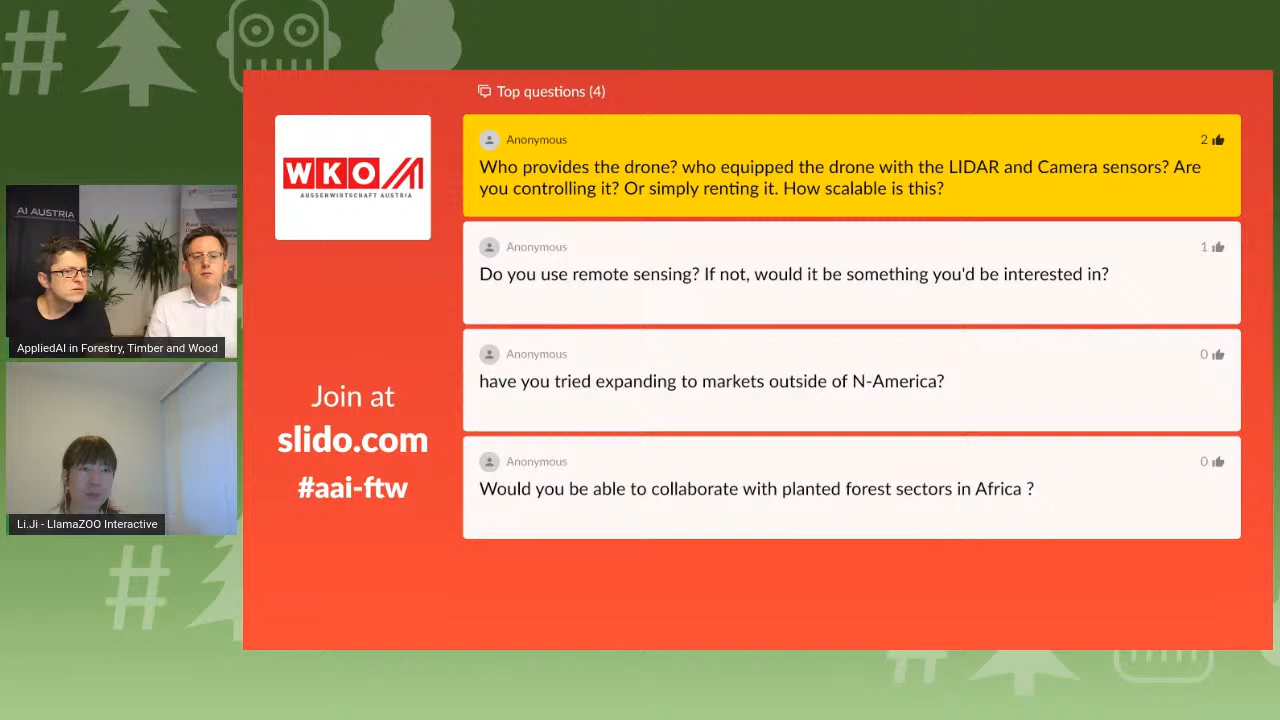 Top questions (4)
WKO
AUSSENWIRTSCHAFT AUSTRIA
Anonymous
2
Who provides the drone? who equipped the drone with the LIDAR and Camera sensors? Are
you controlling it? Or simply renting it. How scalable is this?
Anonymous
1
Do you use remote sensing? If not, would it be something you'd be interested in?
Anonymous
0
have you tried expanding to markets outside of N-America?
Anonymous
0
Would you be able to collaborate with planted forest sectors in Africa ?
Join at
slido.com
#aai-ftw
AI AUSTRIA
AppliedAI in Forestry, Timber and Wood
Li.Ji - LlamaZOO Interactive
#
#
#